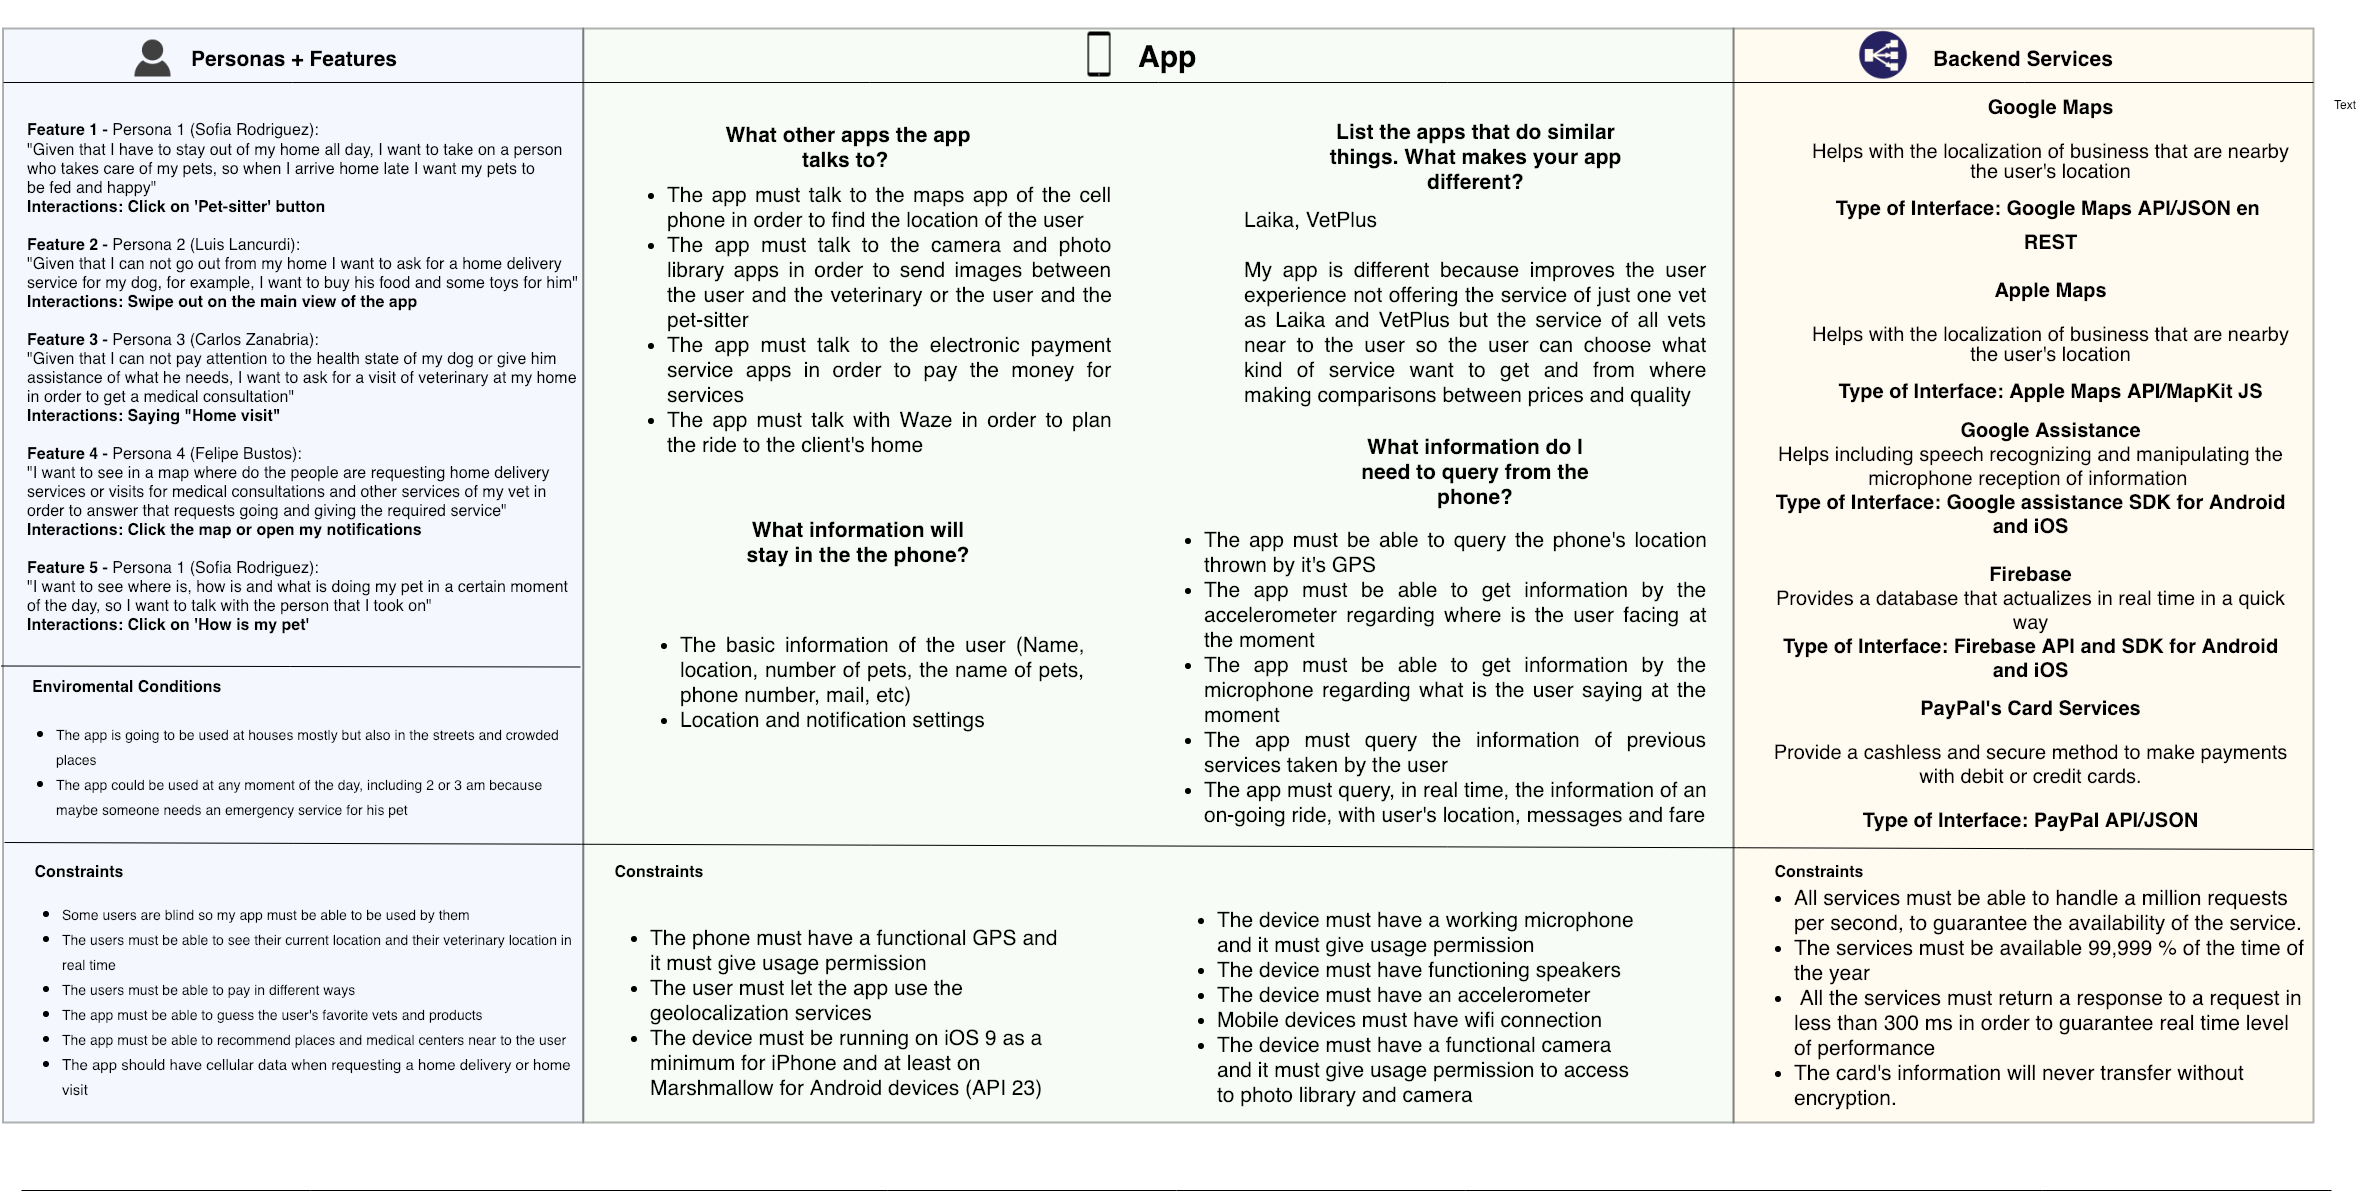 Personas + Features
Feature 1 - Persona 1 (Sofia Rodriguez):
"Given that I have to stay out of my home all day, I want to take on a person
who takes care of my pets, so when I arrive home late I want my pets to
be fed and happy"
Interactions: Click on 'Pet-sitter' button
Feature 2 - Persona 2 (Luis Lancurdi):
"Given that I can not go out from my home I want to ask for a home delivery
service for my dog, for example, I want to buy his food and some toys for him"
Interactions: Swipe out on the main view of the app
Feature 3 - Persona 3 (Carlos Zanabria):
"Given that I can not pay attention to the health state of my dog or give him
assistance of what he needs, I want to ask for a visit of veterinary at my home
in order to get a medical consultation"
Interactions: Saying "Home visit"
Feature 4 - Persona 4 (Felipe Bustos):
"I want to see in a map where do the people are requesting home delivery
services or visits for medical consultations and other services of my vet in
order to answer that requests going and giving the required service"
Interactions: Click the map or open my notifications
Feature 5 - Persona 1 (Sofia Rodriguez):
"I want to see where is, how is and what is doing my pet in a certain moment
of the day, so I want to talk with the person that I took on"
Interactions: Click on 'How is my pet'
Enviromental Conditions
• The app is going to be used at houses mostly but also in the streets and crowded
places
• The app could be used at any moment of the day, including 2 or 3 am because
maybe someone needs an emergency service for his pet
Constraints
• Some users are blind so my app must be able to be used by them
• The users must be able to see their current location and their veterinary location in
real time
• The users must be able to pay in different ways
• The app must be able to guess the user's favorite vets and products
• The app must be able to recommend places and medical centers near to the user
• The app should have cellular data when requesting a home delivery or home
visit
App
What other apps the app
talks to?
• The app must talk to the maps app of the cell
phone in order to find the location of the user
• The app must talk to the camera and photo
library apps in order to send images between
the user and the veterinary or the user and the
pet-sitter
• The app must talk to the electronic payment
service apps in order to pay the money for
services
• The app must talk with Waze in order to plan
the ride to the client's home
What information will
stay in the the phone?
• The basic information of the user (Name,
location, number of pets, the name of pets,
phone number, mail, etc)
• Location and notification settings
List the apps that do similar
things. What makes your app
different?
Laika, VetPlus
My app is different because improves the user
experience not offering the service of just one vet
as Laika and VetPlus but the service of all vets
near to the user so the user can choose what
kind of service want to get and from where
making comparisons between prices and quality
What information do I
need to query from the
phone?
• The app must be able to query the phone's location
thrown by it's GPS
• The app must be able to get information by the
accelerometer regarding where is the user facing at
the moment
• The app must be able to get information by the
microphone regarding what is the user saying at the
moment
• The app must query the information of previous
services taken by the user
• The app must query, in real time, the information of an
on-going ride, with user's location, messages and fare
Constraints
• The phone must have a functional GPS and
it must give usage permission
• The user must let the app use the
geolocalization services
• The device must be running on iOS 9 as a
minimum for iPhone and at least on
Marshmallow for Android devices (API 23)
• The device must have a working microphone
and it must give usage permission
• The device must have functioning speakers
• The device must have an accelerometer
• Mobile devices must have wifi connection
• The device must have a functional camera
and it must give usage permission to access
to photo library and camera
Backend Services
Google Maps
Helps with the localization of business that are nearby
the user's location
Type of Interface: Google Maps API/JSON en
REST
Apple Maps
Helps with the localization of business that are nearby
the user's location
Type of Interface: Apple Maps API/MapKit JS
Google Assistance
Helps including speech recognizing and manipulating the
microphone reception of information
Type of Interface: Google assistance SDK for Android
and iOS
Firebase
Provides a database that actualizes in real time in a quick
way
Type of Interface: Firebase API and SDK for Android
and iOS
PayPal's Card Services
Provide a cashless and secure method to make payments
with debit or credit cards.
Type of Interface: PayPal API/JSON
Constraints
• All services must be able to handle a million requests
per second, to guarantee the availability of the service.
• The services must be available 99,999 % of the time of
the year
• All the services must return a response to a request in
less than 300 ms in order to guarantee real time level
of performance
• The card's information will never transfer without
encryption.
Text